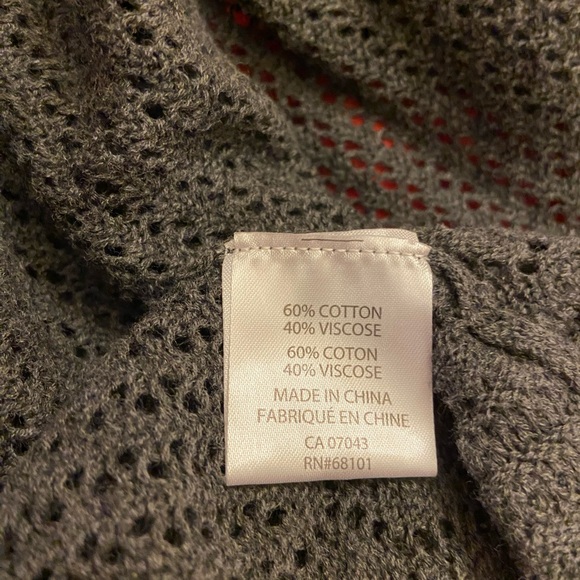 60% COTTON
40% VISCOSE
60% COTON
40% VISCOSE
MADE IN CHINA
FABRIQUÉ EN CHINE
CA 07043
RN#68101